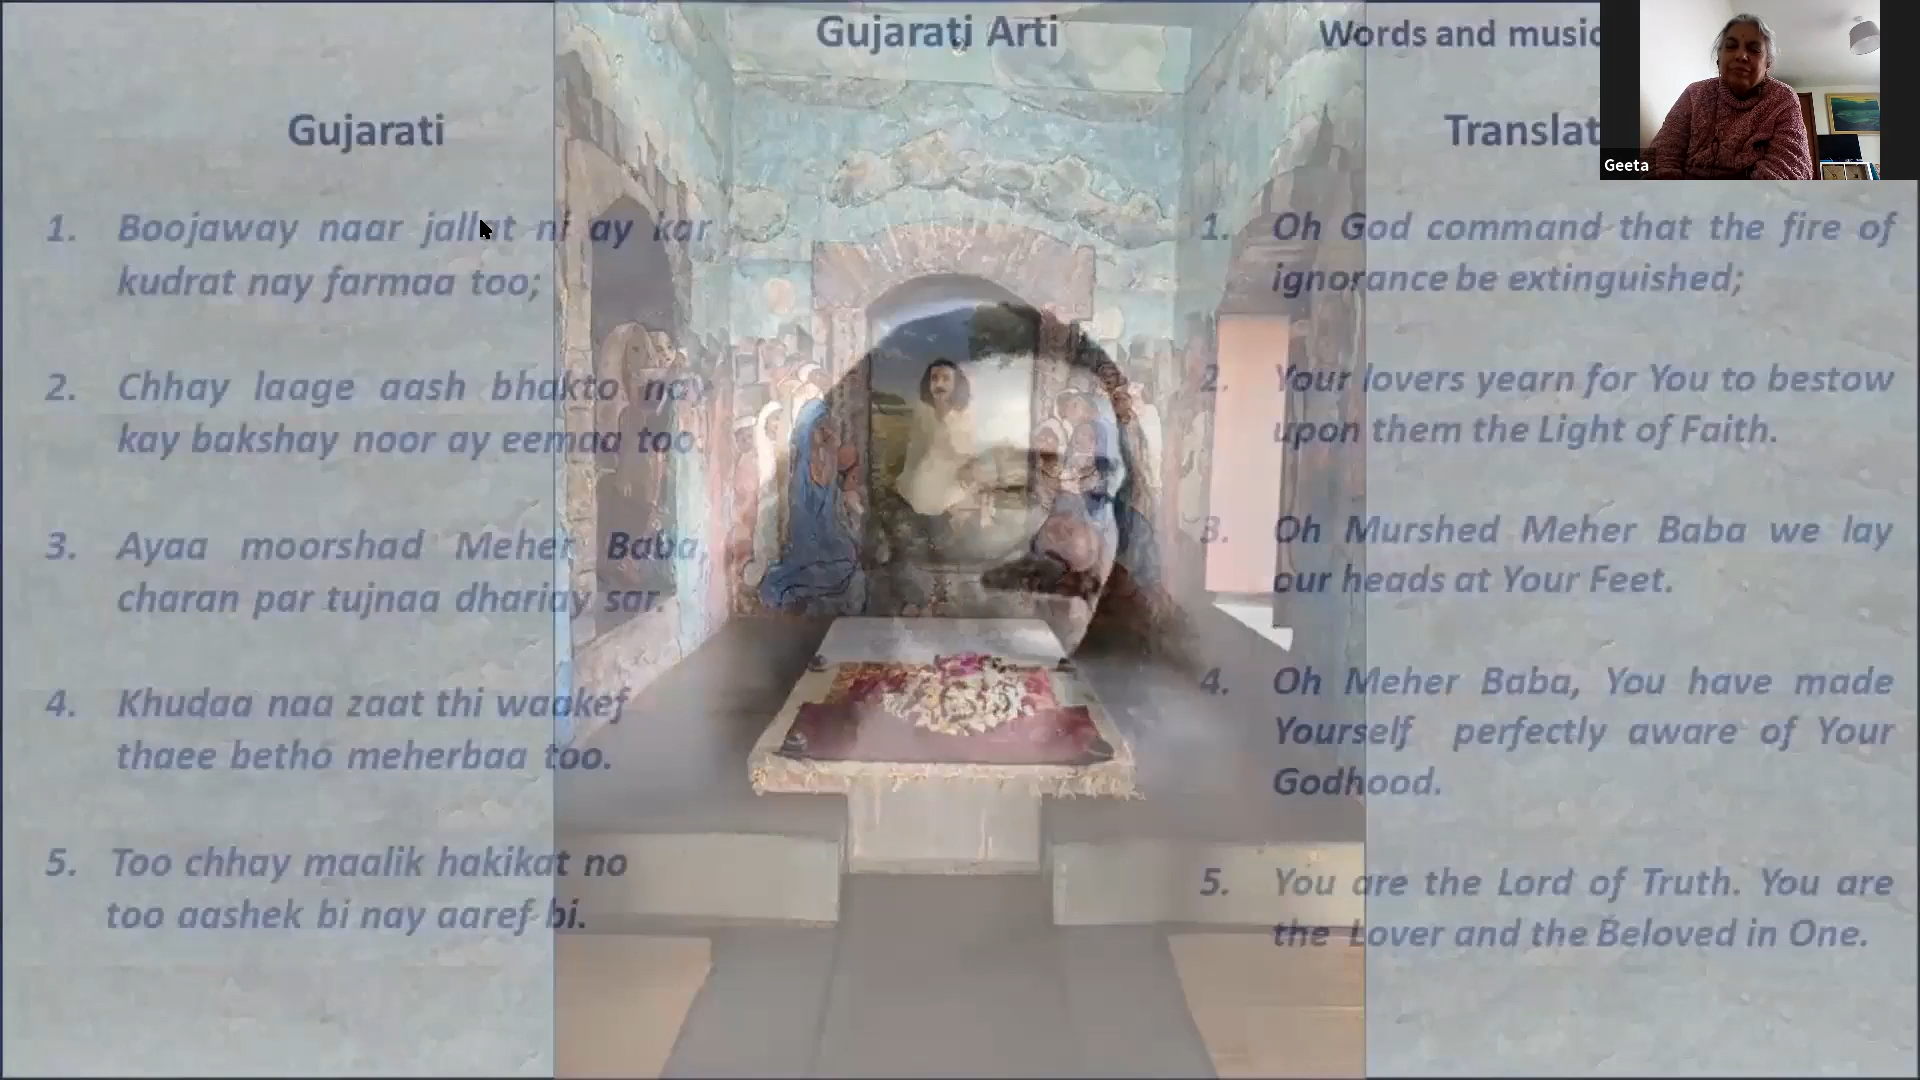 Gujarati Arti
Words and music
Gujarati
Translat
Geeta
1. Boojaway naar jallat ni ay kar
kudrat nay farmaa too;
2. Chhay laage aash bhakto nay
kay bakshay noor ay eemaa too.
3. Ayaa moorshad Meher Baba,
charan par tujnaa dhariay sar.
4. Khudaa naa zaat thi waakef
thaee betho meherbaa too.
5. Too chhay maalik hakikat no
too aashek bi nay aaref bi.
1. Oh God command that the fire of
ignorance be extinguished;
2. Your lovers yearn for You to bestow
upon them the Light of Faith.
3. Oh Murshed Meher Baba we lay
our heads at Your Feet.
4. Oh Meher Baba, You have made
Yourself perfectly aware of Your
Godhood.
5. You are the Lord of Truth. You are
the Lover and the Beloved in One.